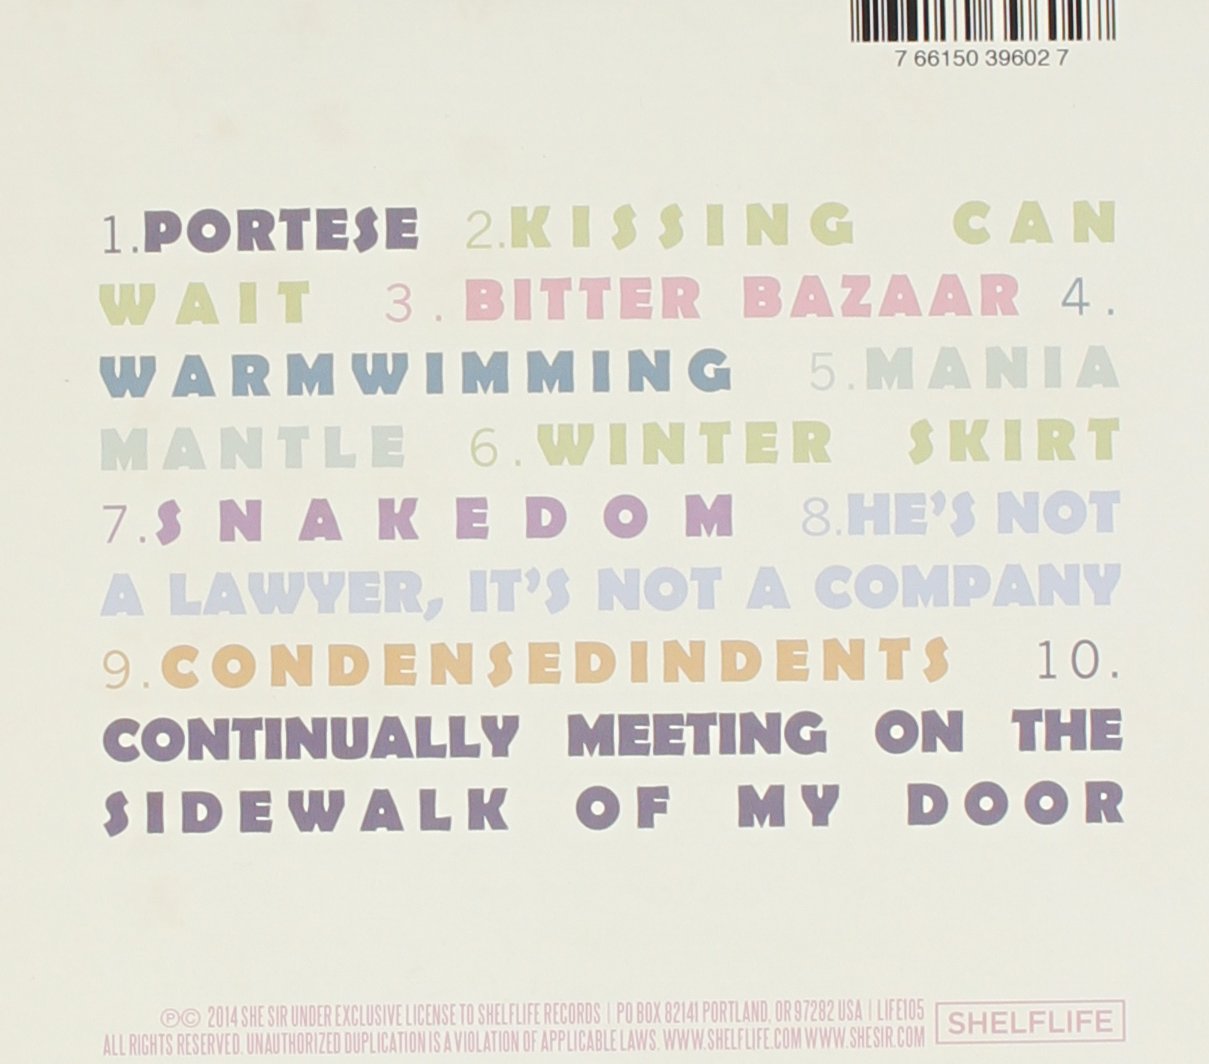 7 66150 39602 7
1. PORTESE 2. KISSING CAN
WAIT 3. BITTER BAZAAR 4.
WARMWIMMING 5. MANIA
MANTLE 6. WINTER SKIRT
7. SNAKEDOM 8. HE'S NOT
A LAWYER, IT'S NOT A COMPANY
9. CONDENSEDINDENTS 10.
CONTINUALLY MEETING ON THE
SIDEWALK OF MY DOOR
℗© 2014 SHE SIR UNDER EXCLUSIVE LICENSE TO SHELFLIFE RECORDS | PO BOX 82141 PORTLAND, OR 97282 USA | LIFE105
ALL RIGHTS RESERVED. UNAUTHORIZED DUPLICATION IS A VIOLATION OF APPLICABLE LAWS. WWW.SHELFLIFE.COM WWW.SHESIR.COM
SHELFLIFE